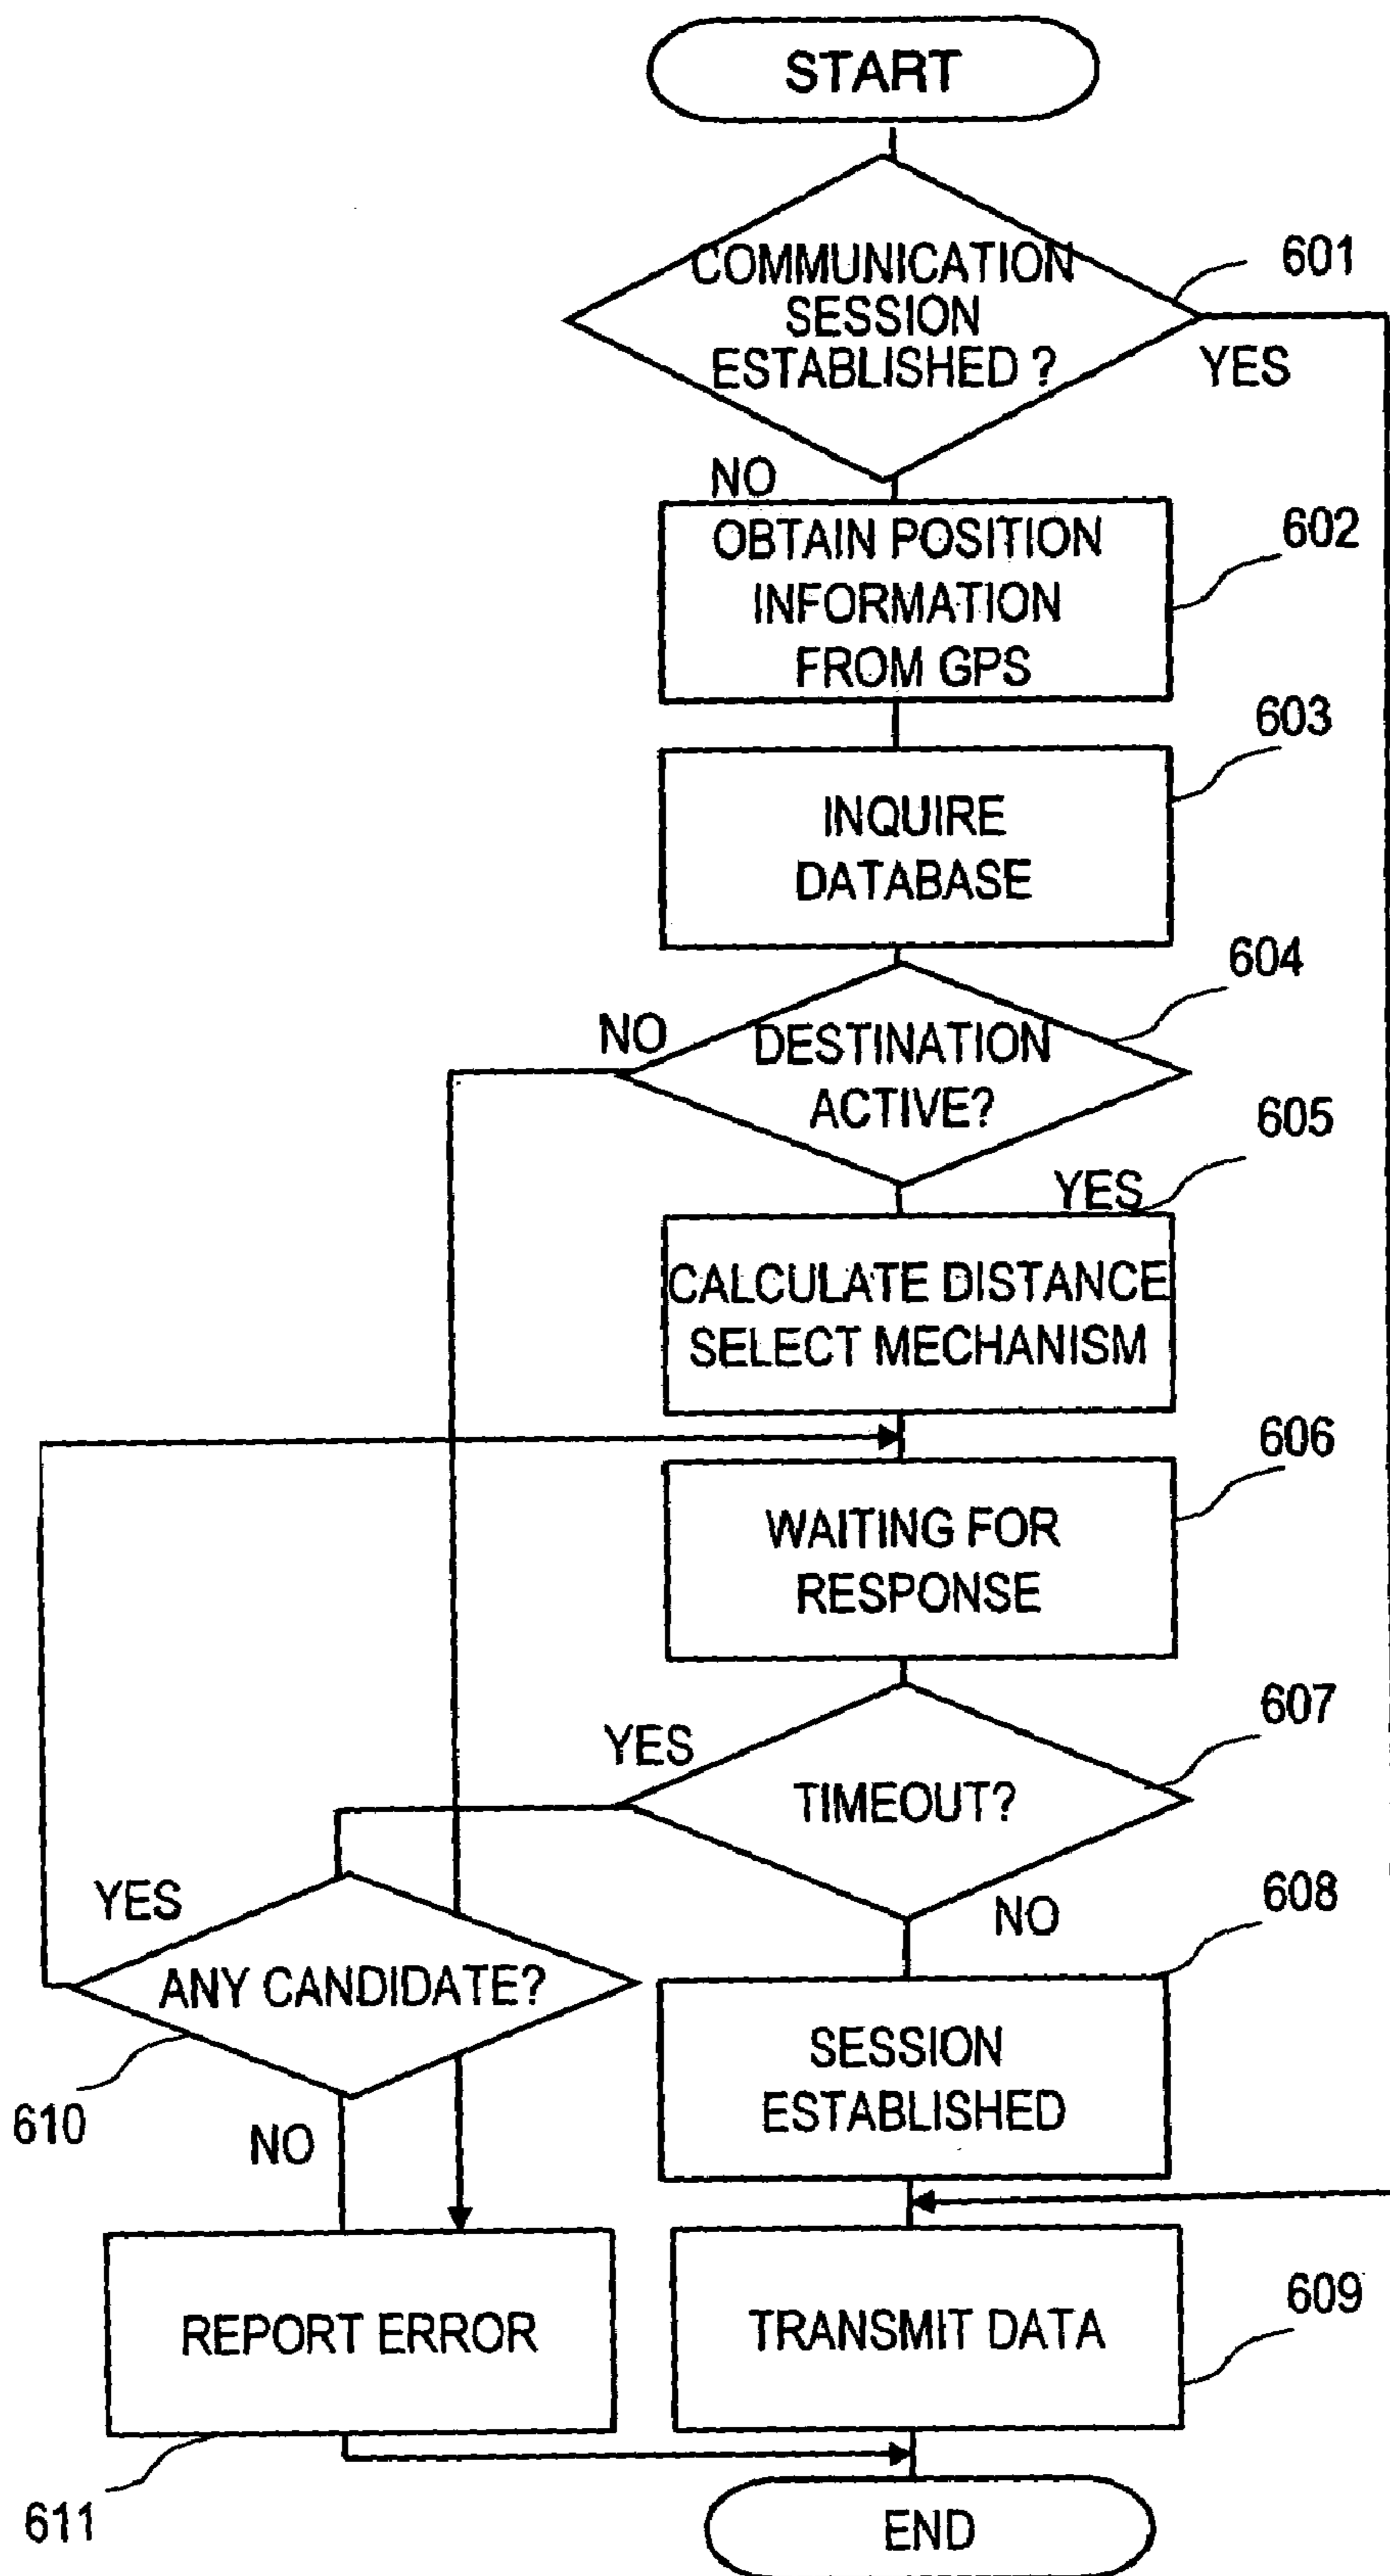 START
COMMUNICATION
SESSION
ESTABLISHED ?
601
YES
NO
OBTAIN POSITION
INFORMATION
FROM GPS
602
603
INQUIRE
DATABASE
604
NO
DESTINATION
ACTIVE?
605
YES
CALCULATE DISTANCE
SELECT MECHANISM
606
WAITING FOR
RESPONSE
607
YES
TIMEOUT?
608
YES
NO
ANY CANDIDATE?
SESSION
ESTABLISHED
610
NO
609
REPORT ERROR
TRANSMIT DATA
611
END